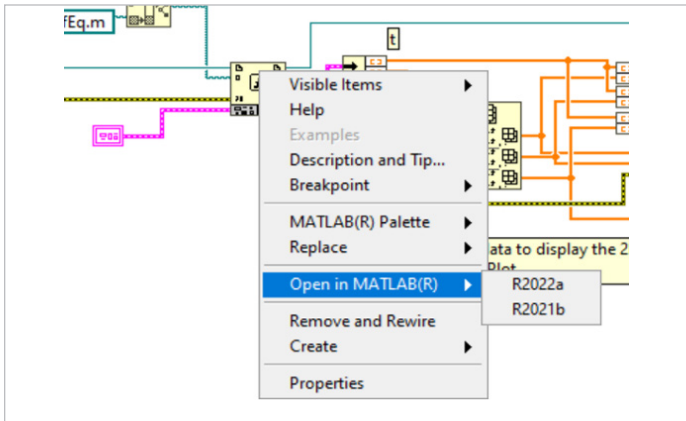 fEq.m
t
Visible Items
Help
Examples
Description and Tip...
Breakpoint
MATLAB(R) Palette
Replace
ata to display the 2
Plot
Open in MATLAB(R)
R2022a
R2021b
Remove and Rewire
Create
Properties